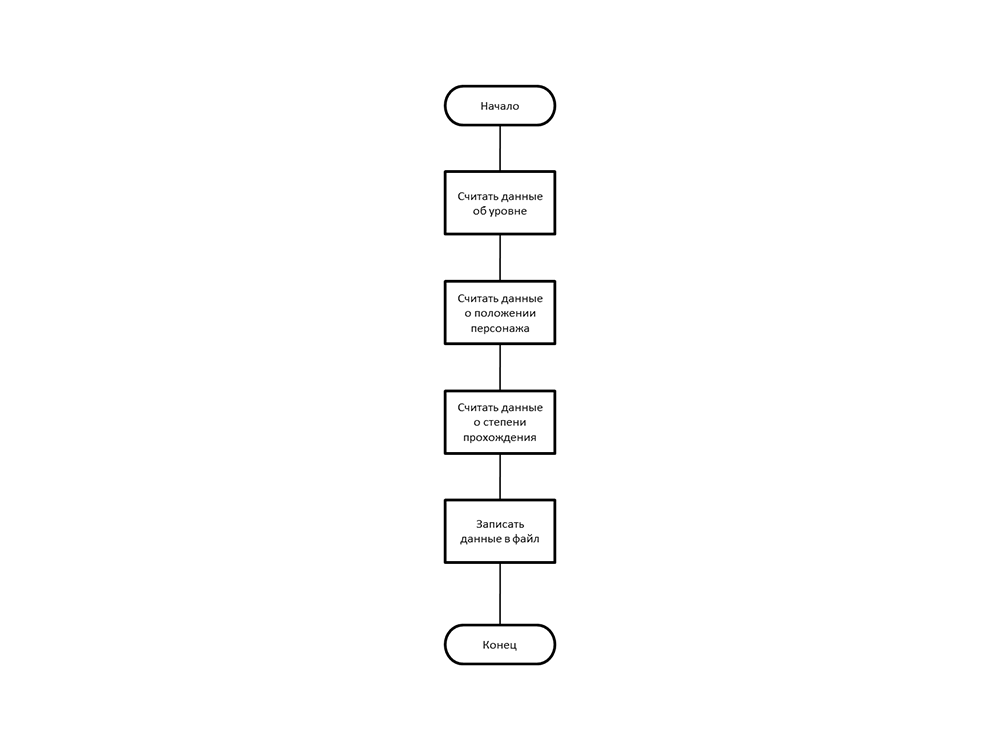 Начало
Считать данные
об уровне
Считать данные
о положении
персонажа
Считать данные
о степени
прохождения
Записать
данные в файл
Конец